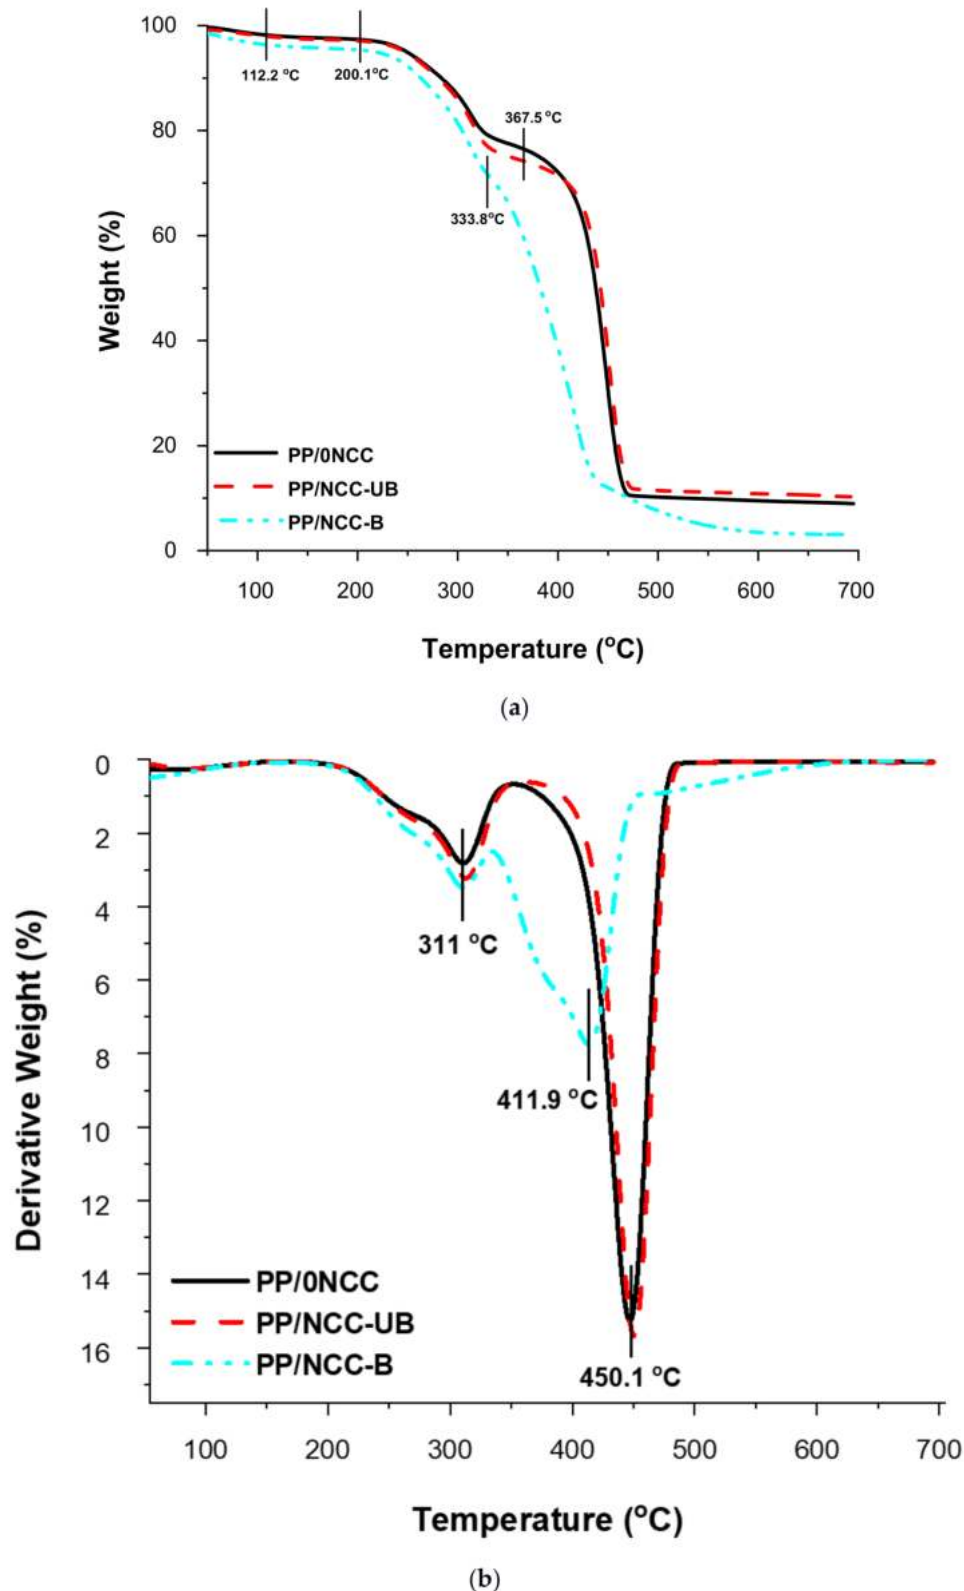 100
112.2 °C
200.1°C
80
367.5 °C
333.8°C
60
Weight (%)
40
20
PP/0NCC
PP/NCC-UB
PP/NCC-B
0
100 200 300 400 500 600 700
Temperature (°C)
(a)
0
2
4
311 °C
6
8
411.9 °C
10
Derivative Weight (%)
12
14
PP/0NCC
PP/NCC-UB
16
PP/NCC-B
450.1 °C
100 200 300 400 500 600 700
Temperature (°C)
(b)